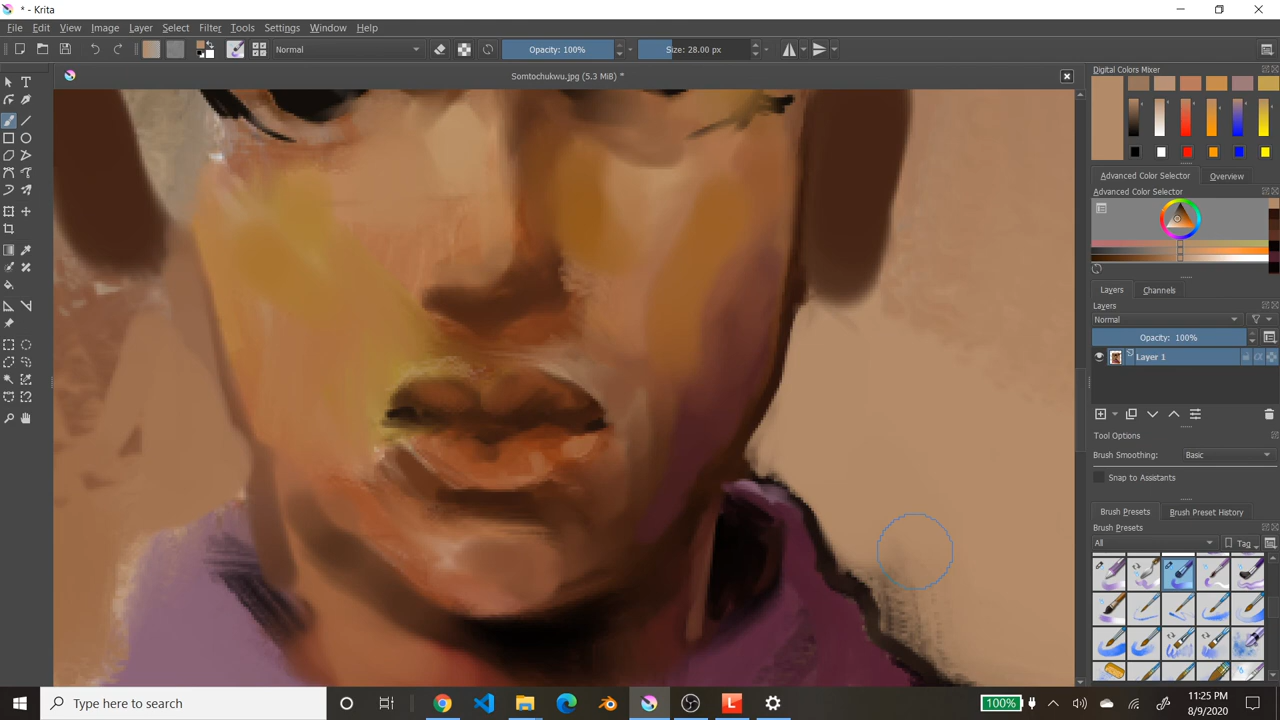 * - Krita
File Edit View Image Layer Select Filter Tools Settings Window Help
Normal Opacity: 100% Size: 28.00 px
Somtochukwu.jpg (5.3 MiB) *
Digital Colors Mixer
Advanced Color Selector Overview
Advanced Color Selector
Layers Channels
Layers
Normal
Opacity: 100%
Layer 1
Tool Options
Brush Smoothing: Basic
Snap to Assistants
Brush Presets Brush Preset History
Brush Presets
All Tag
Type here to search
100%
11:25 PM
8/9/2020